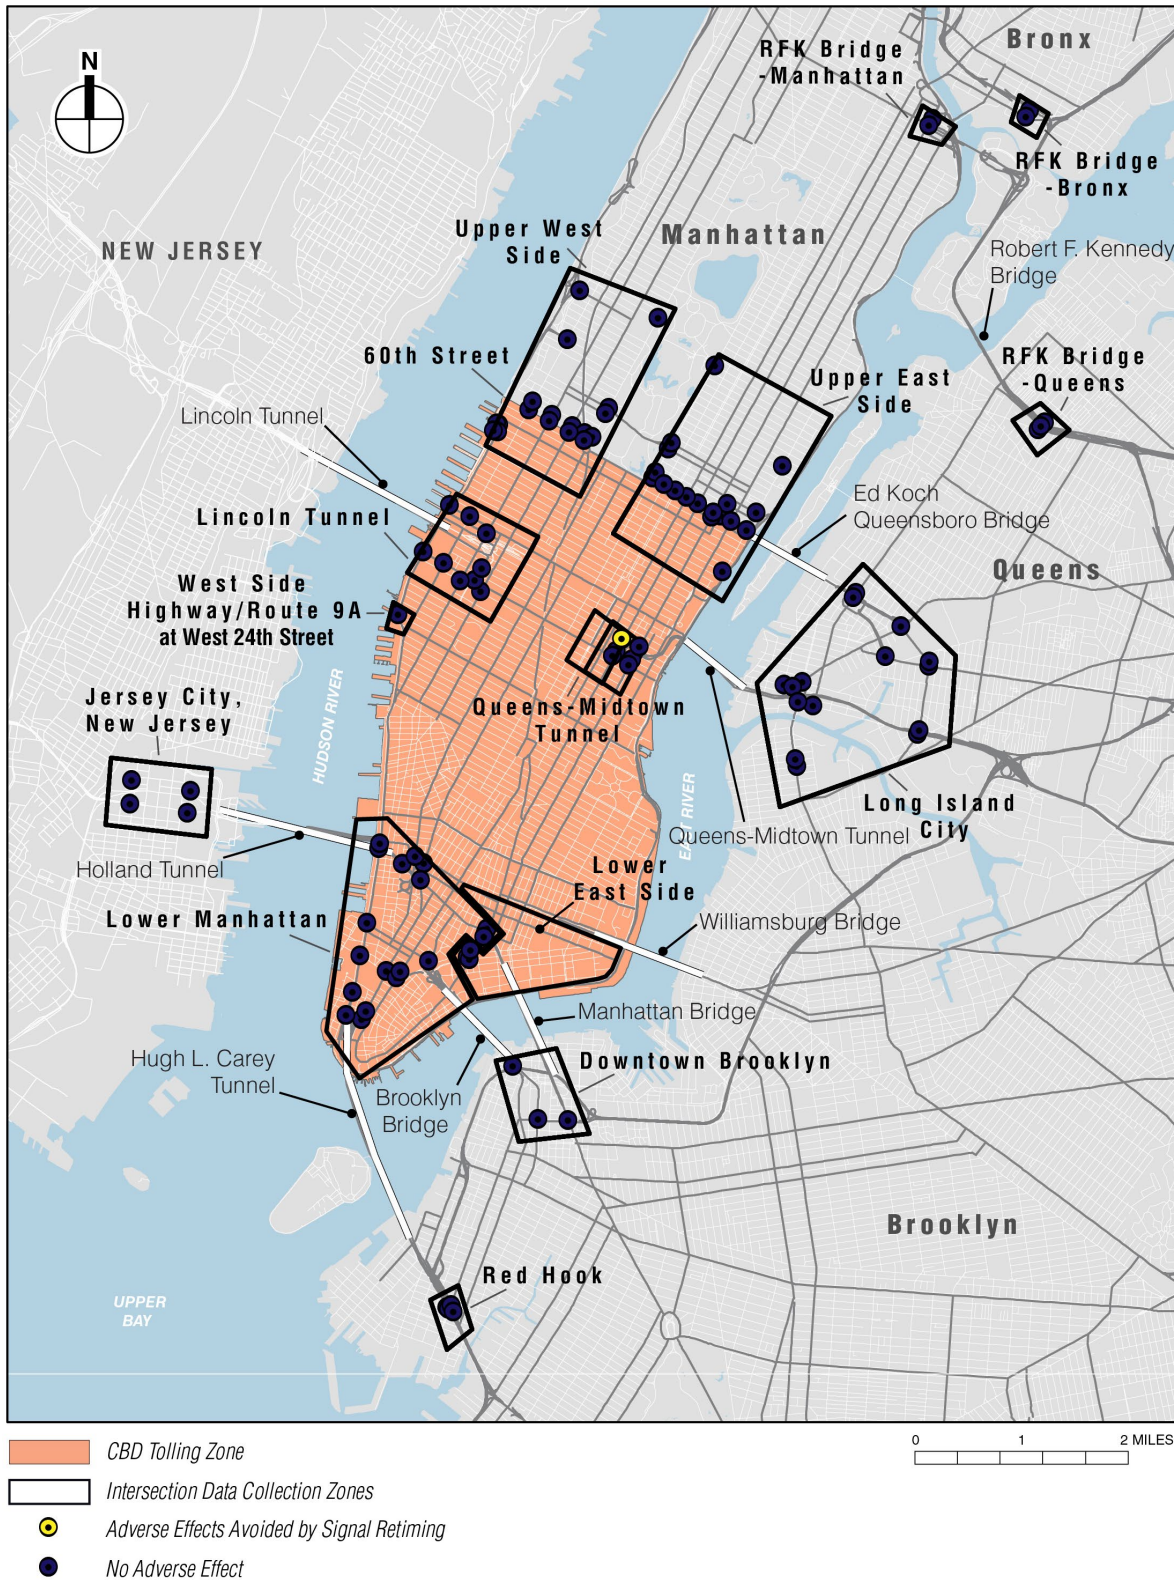 N
RFK Bridge
-Manhattan
Bronx
RFK Bridge
-Bronx
NEW JERSEY
Upper West
Side
Manhattan
Robert F. Kennedy
Bridge
60th Street
RFK Bridge
-Queens
Upper East
Side
Lincoln Tunnel
Ed Koch
Queensboro Bridge
Lincoln Tunnel
Queens
West Side
Highway/Route 9A
at West 24th Street
HUDSON RIVER
Jersey City,
New Jersey
Queens-Midtown
Tunnel
EAST RIVER
Long Island
City
Queens-Midtown Tunnel
Holland Tunnel
Lower
East Side
Lower Manhattan
Williamsburg Bridge
Manhattan Bridge
Hugh L. Carey
Tunnel
Downtown Brooklyn
Brooklyn
Bridge
Brooklyn
Red Hook
UPPER
BAY
CBD Tolling Zone
0 1 2 MILES
Intersection Data Collection Zones
Adverse Effects Avoided by Signal Retiming
No Adverse Effect